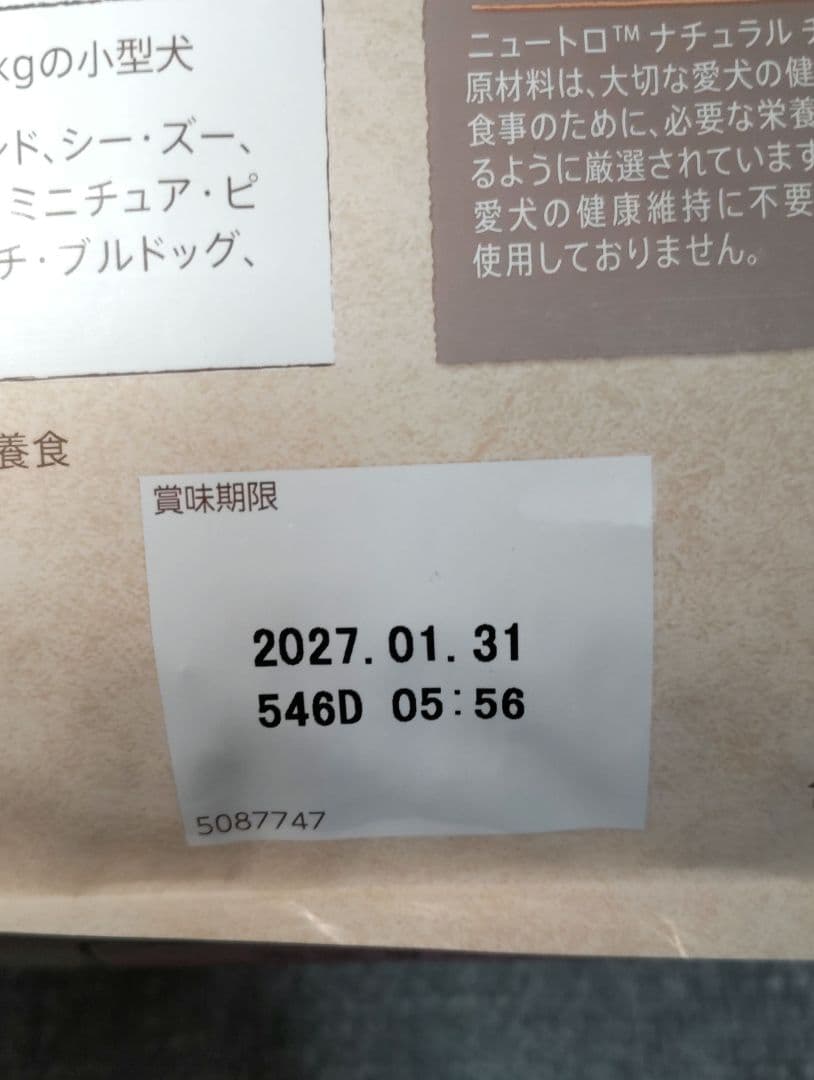 kgの小型犬
ンド、シー・ズー、
ミニチュア・ピ
チ・ブルドッグ、
ニュートロ™ ナチュラル チ
原材料は、大切な愛犬の健
食事のために、必要な栄養
るように厳選されています
愛犬の健康維持に不要
使用しておりません。
養食
賞味期限
2027.01.31
546D 05:56
5087747